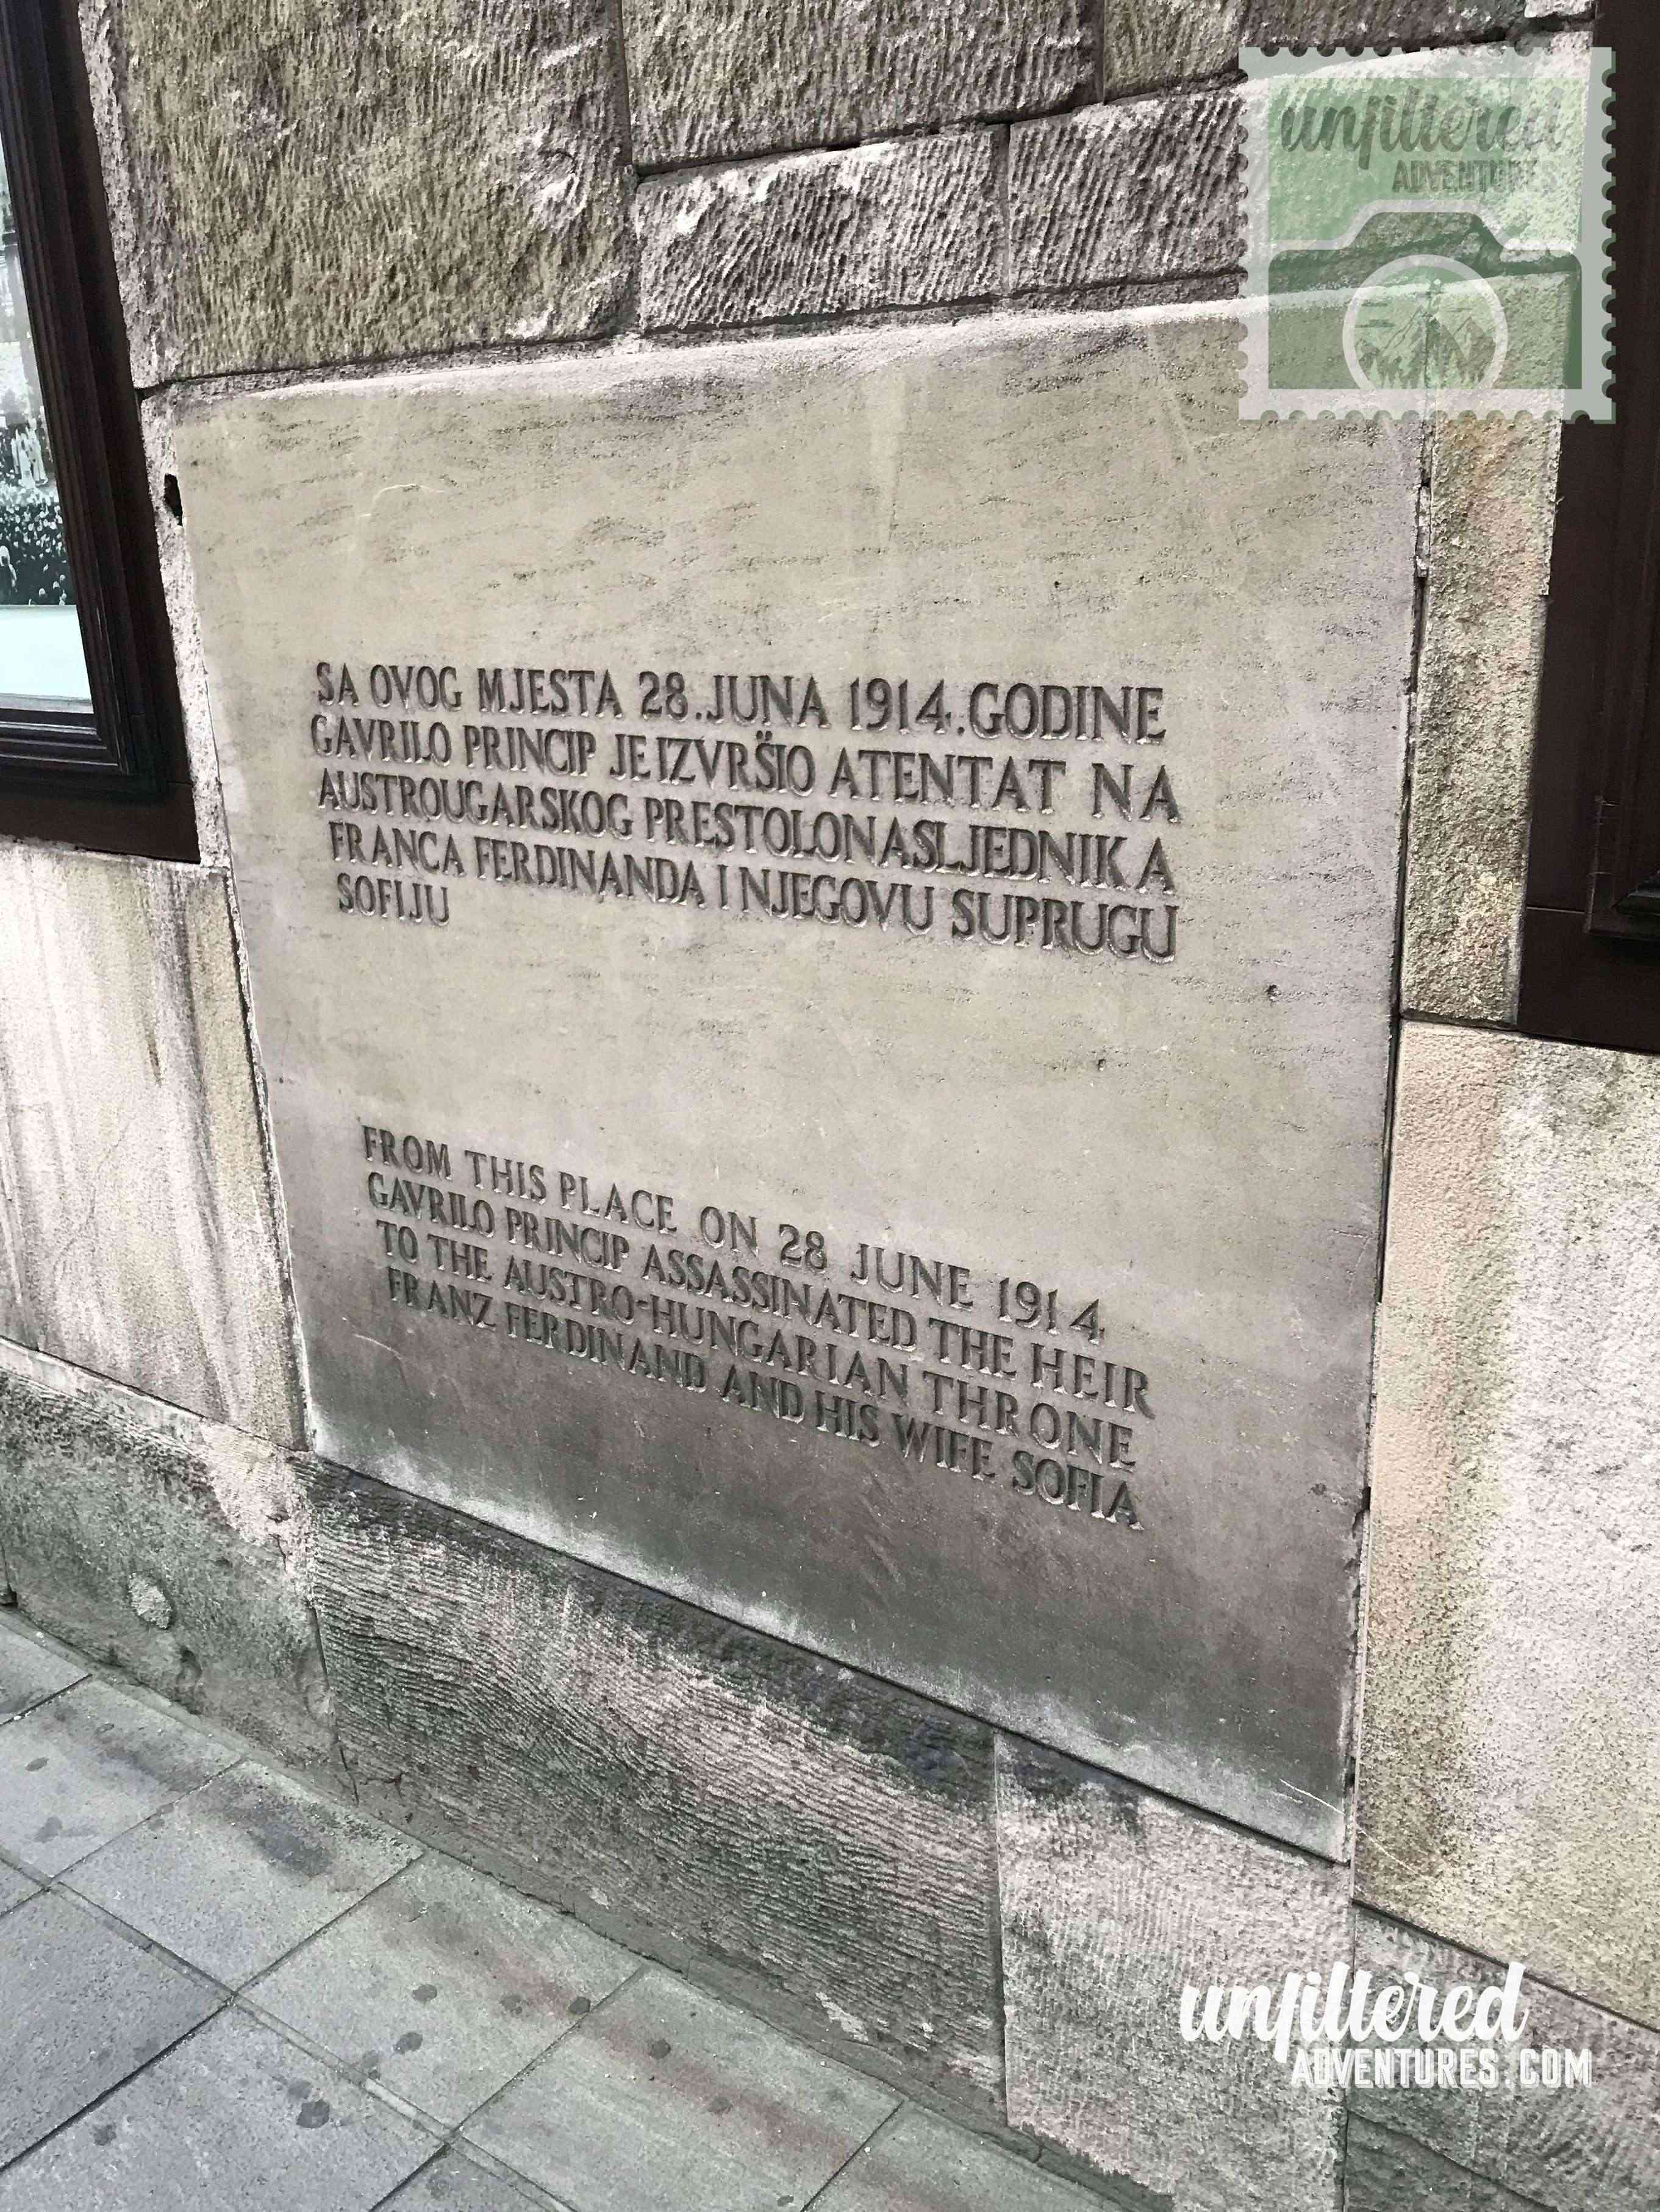 unfiltered
ADVENTURES
SA OVOG MJESTA 28.JUNA 1914.GODINE
GAVRILO PRINCIP JE IZVRŠIO ATENTAT NA
AUSTROUGARSKOG PRESTOLONASLJEDNIKA
FRANCA FERDINANDA I NJEGOVU SUPRUGU
SOFIJU
FROM THIS PLACE ON 28 JUNE 1914
GAVRILO PRINCIP ASSASSINATED THE HEIR
TO THE AUSTRO-HUNGARIAN THRONE
FRANZ FERDINAND AND HIS WIFE SOFIA
unfiltered
ADVENTURES.COM